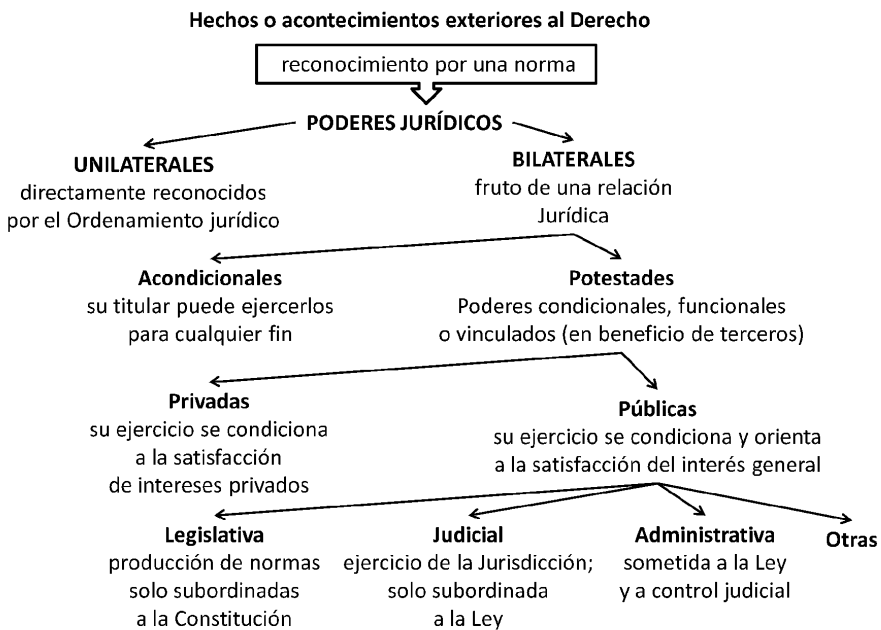 Hechos o acontecimientos exteriores al Derecho
reconocimiento por una norma
PODERES JURÍDICOS
UNILATERALES
directamente reconocidos
por el Ordenamiento jurídico
BILATERALES
fruto de una relación
Jurídica
Acondicionales
su titular puede ejercerlos
para cualquier fin
Potestades
Poderes condicionales, funcionales
o vinculados (en beneficio de terceros)
Privadas
su ejercicio se condiciona
a la satisfacción
de intereses privados
Públicas
su ejercicio se condiciona y orienta
a la satisfacción del interés general
Legislativa
producción de normas
solo subordinadas
a la Constitución
Judicial
ejercicio de la Jurisdicción;
solo subordinada
a la Ley
Administrativa
sometida a la Ley
y a control judicial
Otras